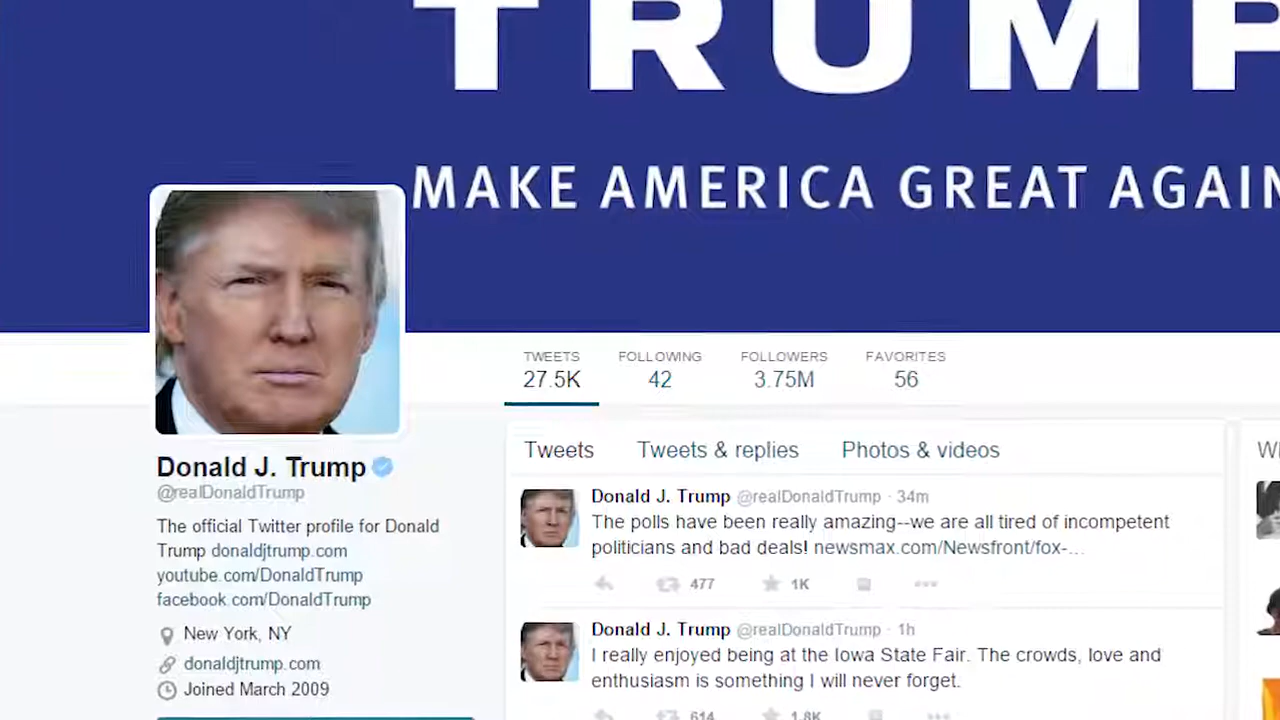 TRUMP
MAKE AMERICA GREAT AGAIN
TWEETS FOLLOWING FOLLOWERS FAVORITES
27.5K 42 3.75M 56
Donald J. Trump
@realDonaldTrump
The official Twitter profile for Donald
Trump donaldjtrump.com
youtube.com/DonaldTrump
facebook.com/DonaldTrump
New York, NY
donaldjtrump.com
Joined March 2009
Tweets Tweets & replies Photos & videos
Donald J. Trump @realDonaldTrump · 34m
The polls have been really amazing--we are all tired of incompetent
politicians and bad deals! newsmax.com/Newsfront/fox-...
477 1K
Donald J. Trump @realDonaldTrump · 1h
I really enjoyed being at the Iowa State Fair. The crowds, love and
enthusiasm is something I will never forget.
614 1.8K